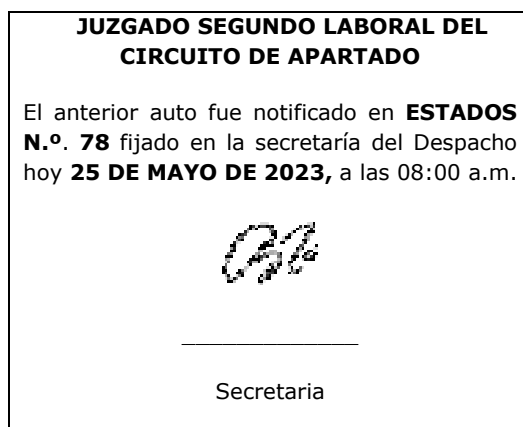 JUZGADO SEGUNDO LABORAL DEL
CIRCUITO DE APARTADO
El anterior auto fue notificado en ESTADOS
N.º. 78 fijado en la secretaría del Despacho
hoy 25 DE MAYO DE 2023, a las 08:00 a.m.
Secretaria